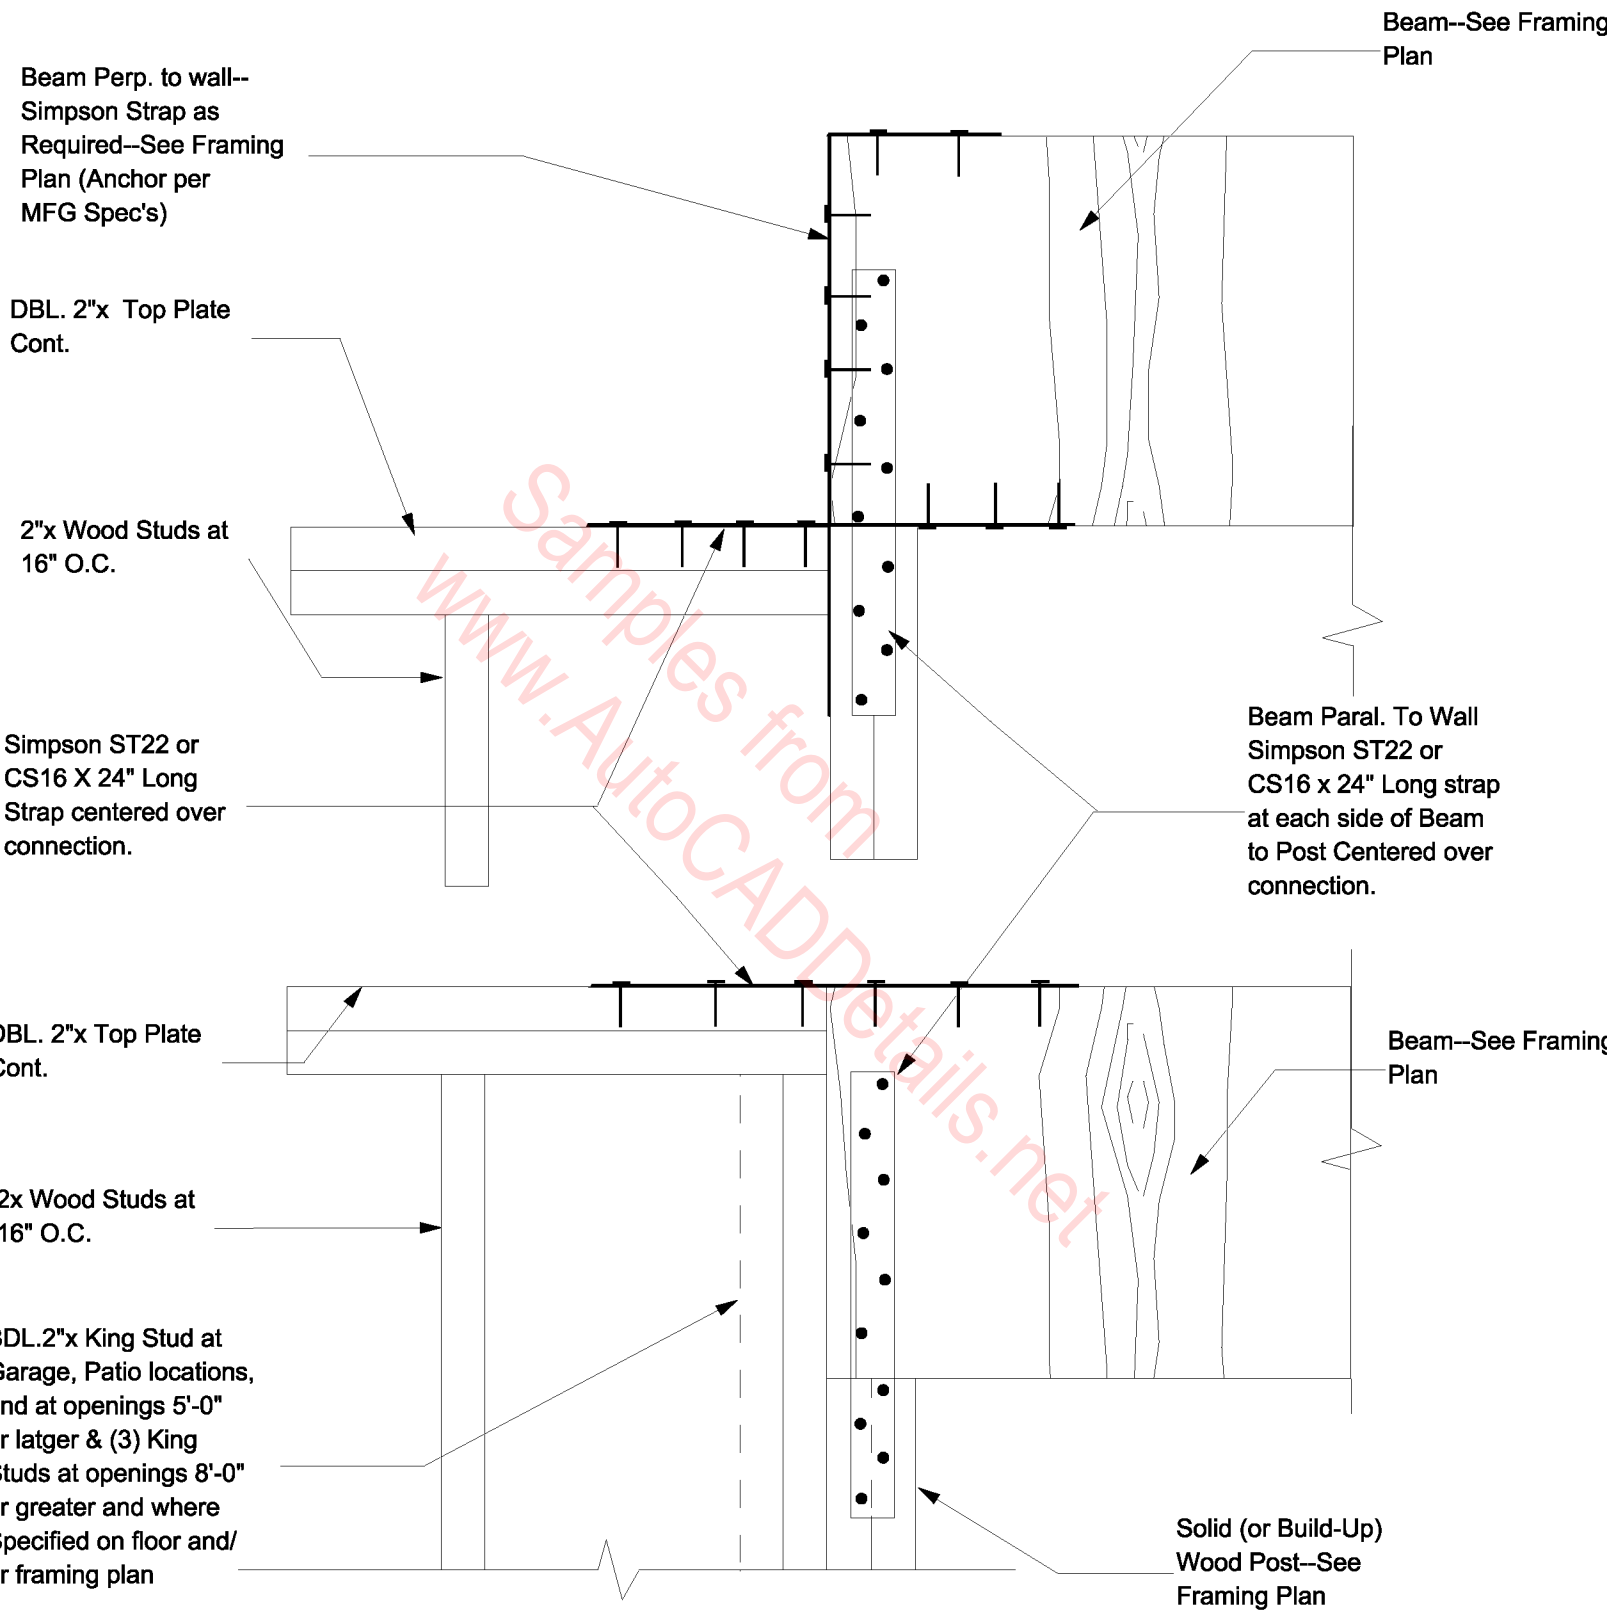 Beam--See Framing
Plan
Beam Perp. to wall--
Simpson Strap as
Required--See Framing
Plan (Anchor per
MFG Spec's)
DBL. 2"x  Top Plate
Cont.
2"x Wood Studs at
16" O.C.
Simpson ST22 or
CS16 X 24" Long
Strap centered over
connection.
Beam Paral. To Wall
Simpson ST22 or
CS16 x 24" Long strap
at each side of Beam
to Post Centered over
connection.
DBL. 2"x Top Plate
Cont.
Beam--See Framing
Plan
2x Wood Studs at
16" O.C.
BDL.2"x King Stud at
Garage, Patio locations,
and at openings 5'-0"
or latger & (3) King
Studs at openings 8'-0"
or greater and where
Specified on floor and/
or framing plan
Solid (or Build-Up)
Wood Post--See
Framing Plan
Samples from
www.AutoCADDetails.net